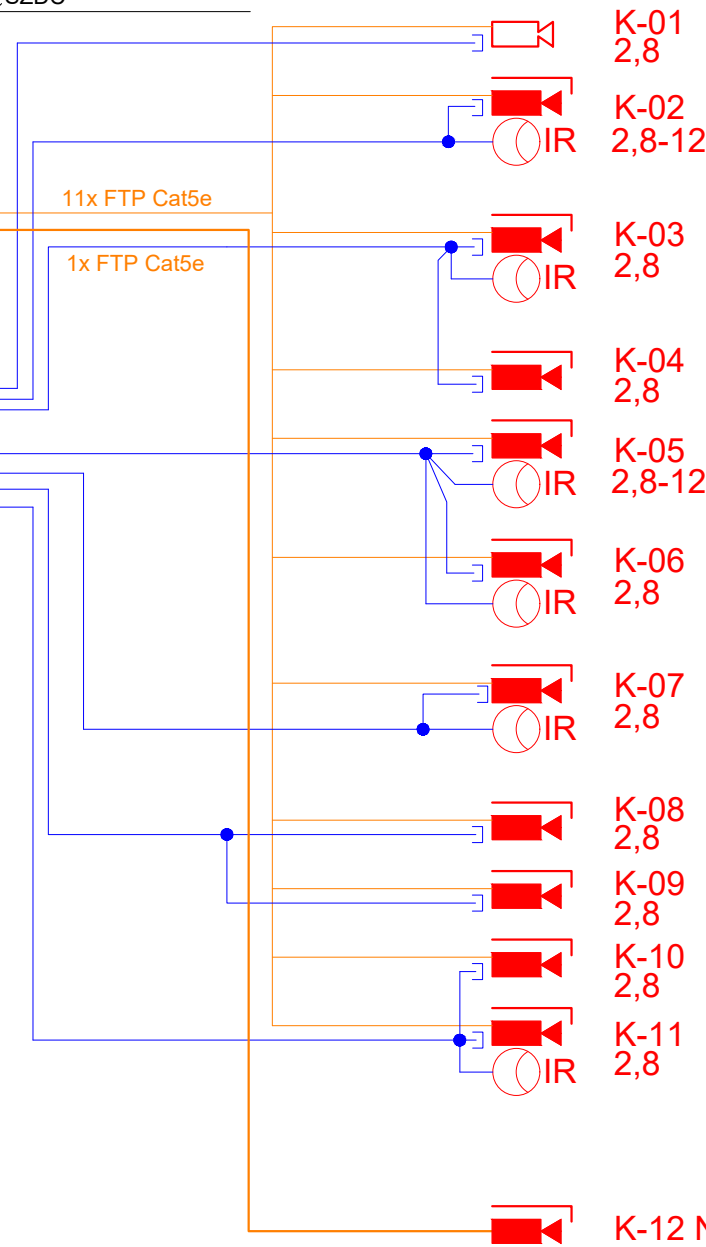 K-01
2,8
K-02
IR 2,8-12
11x FTP Cat5e
1x FTP Cat5e
K-03
2,8
IR
K-04
2,8
K-05
IR 2,8-12
K-06
2,8
IR
K-07
2,8
IR
K-08
2,8
K-09
2,8
K-10
2,8
K-11
2,8
IR
K-12